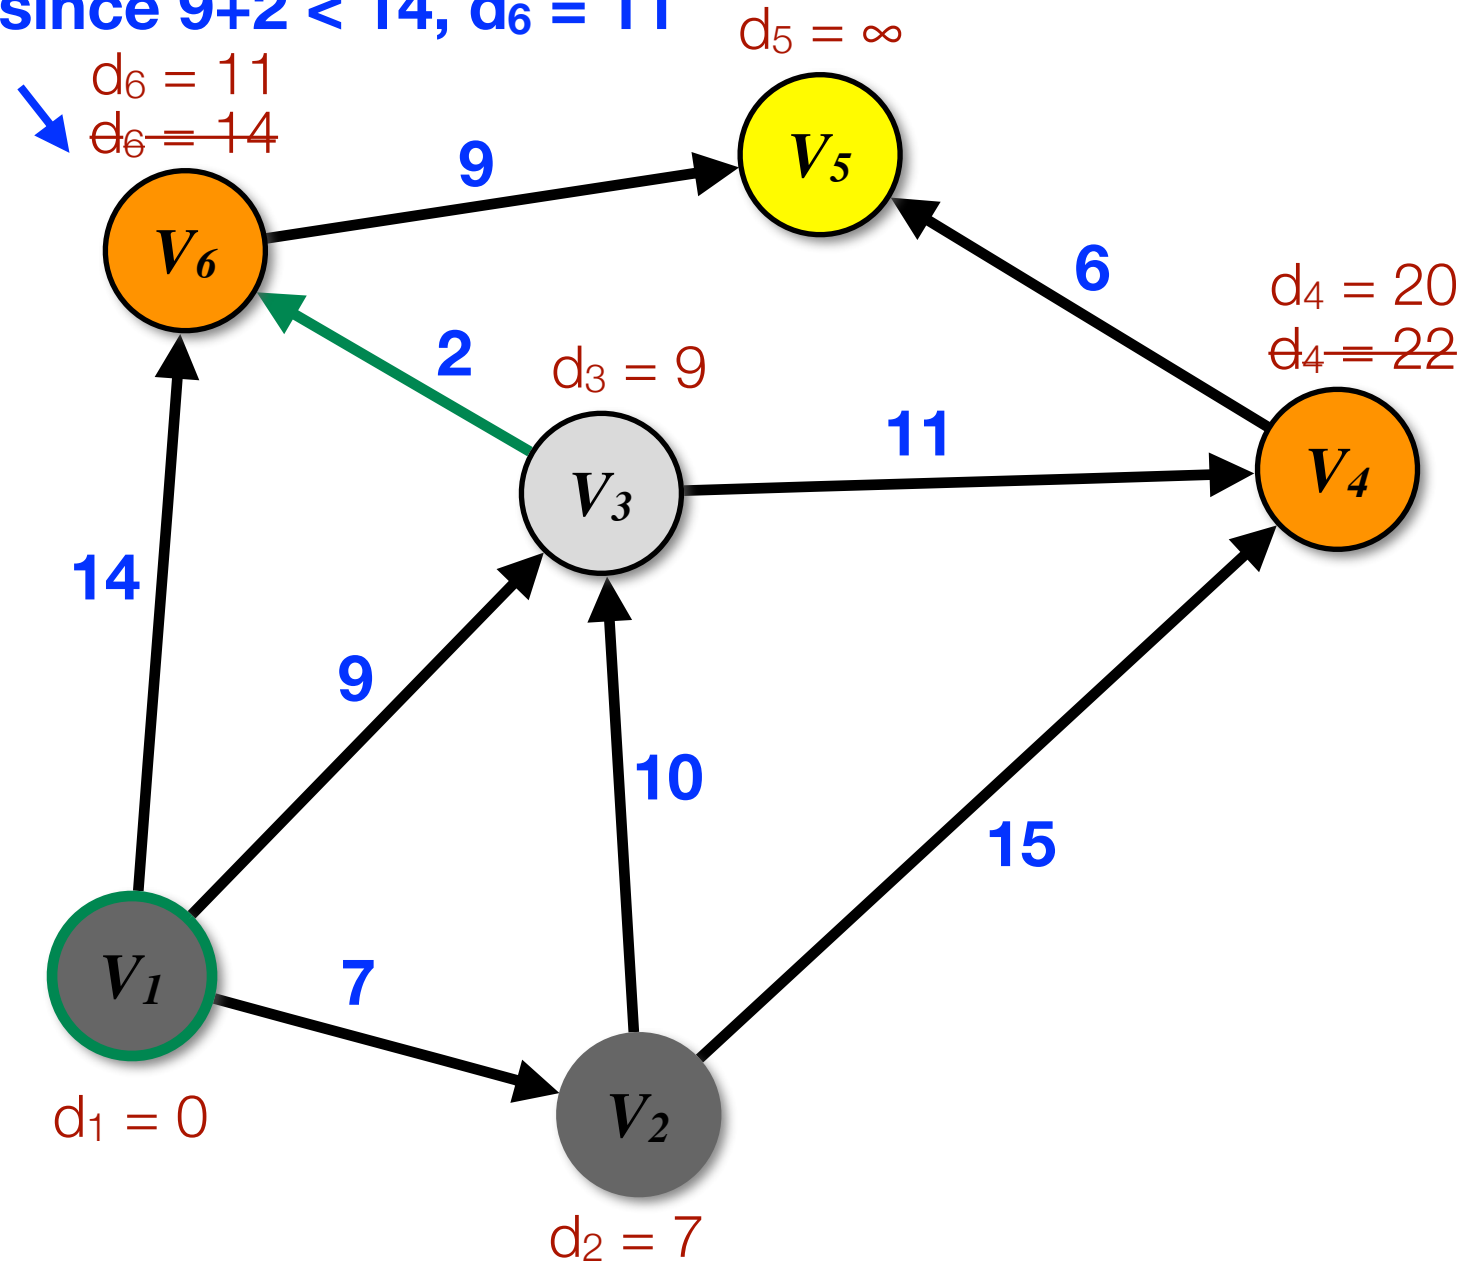 since 9+2 < 14, d6 = 11
d5 = ∞
d6 = 11
d6 = 14
9
V5
V6
6
d4 = 20
d4 = 22
2
d3 = 9
11
V4
V3
14
9
10
15
V1
7
V2
d1 = 0
d2 = 7